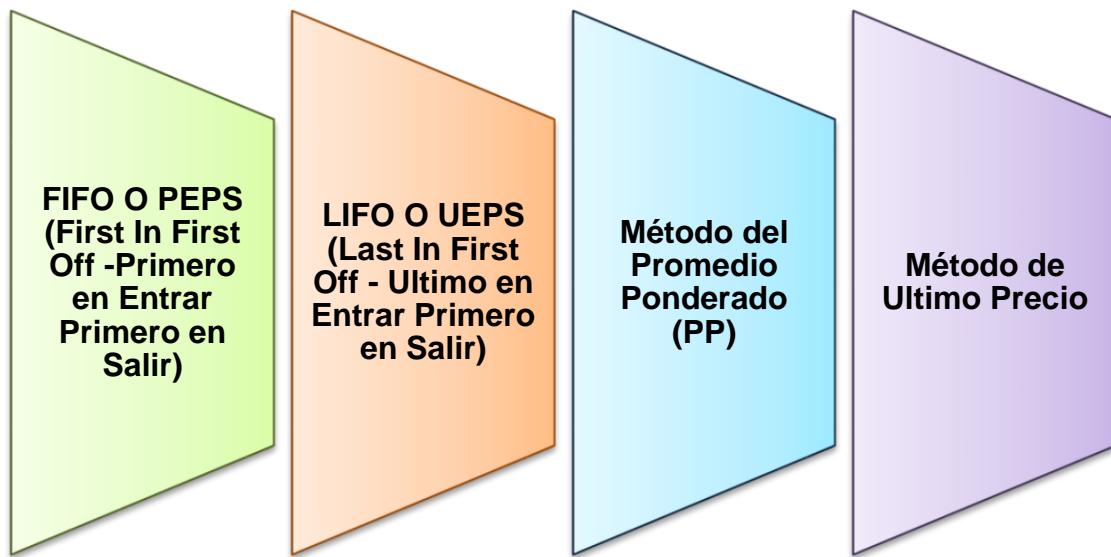 FIFO O PEPS
(First In First
Off -Primero
en Entrar
Primero en
Salir)
LIFO O UEPS
(Last In First
Off - Ultimo en
Entrar Primero
en Salir)
Método del
Promedio
Ponderado
(PP)
Método de
Ultimo Precio